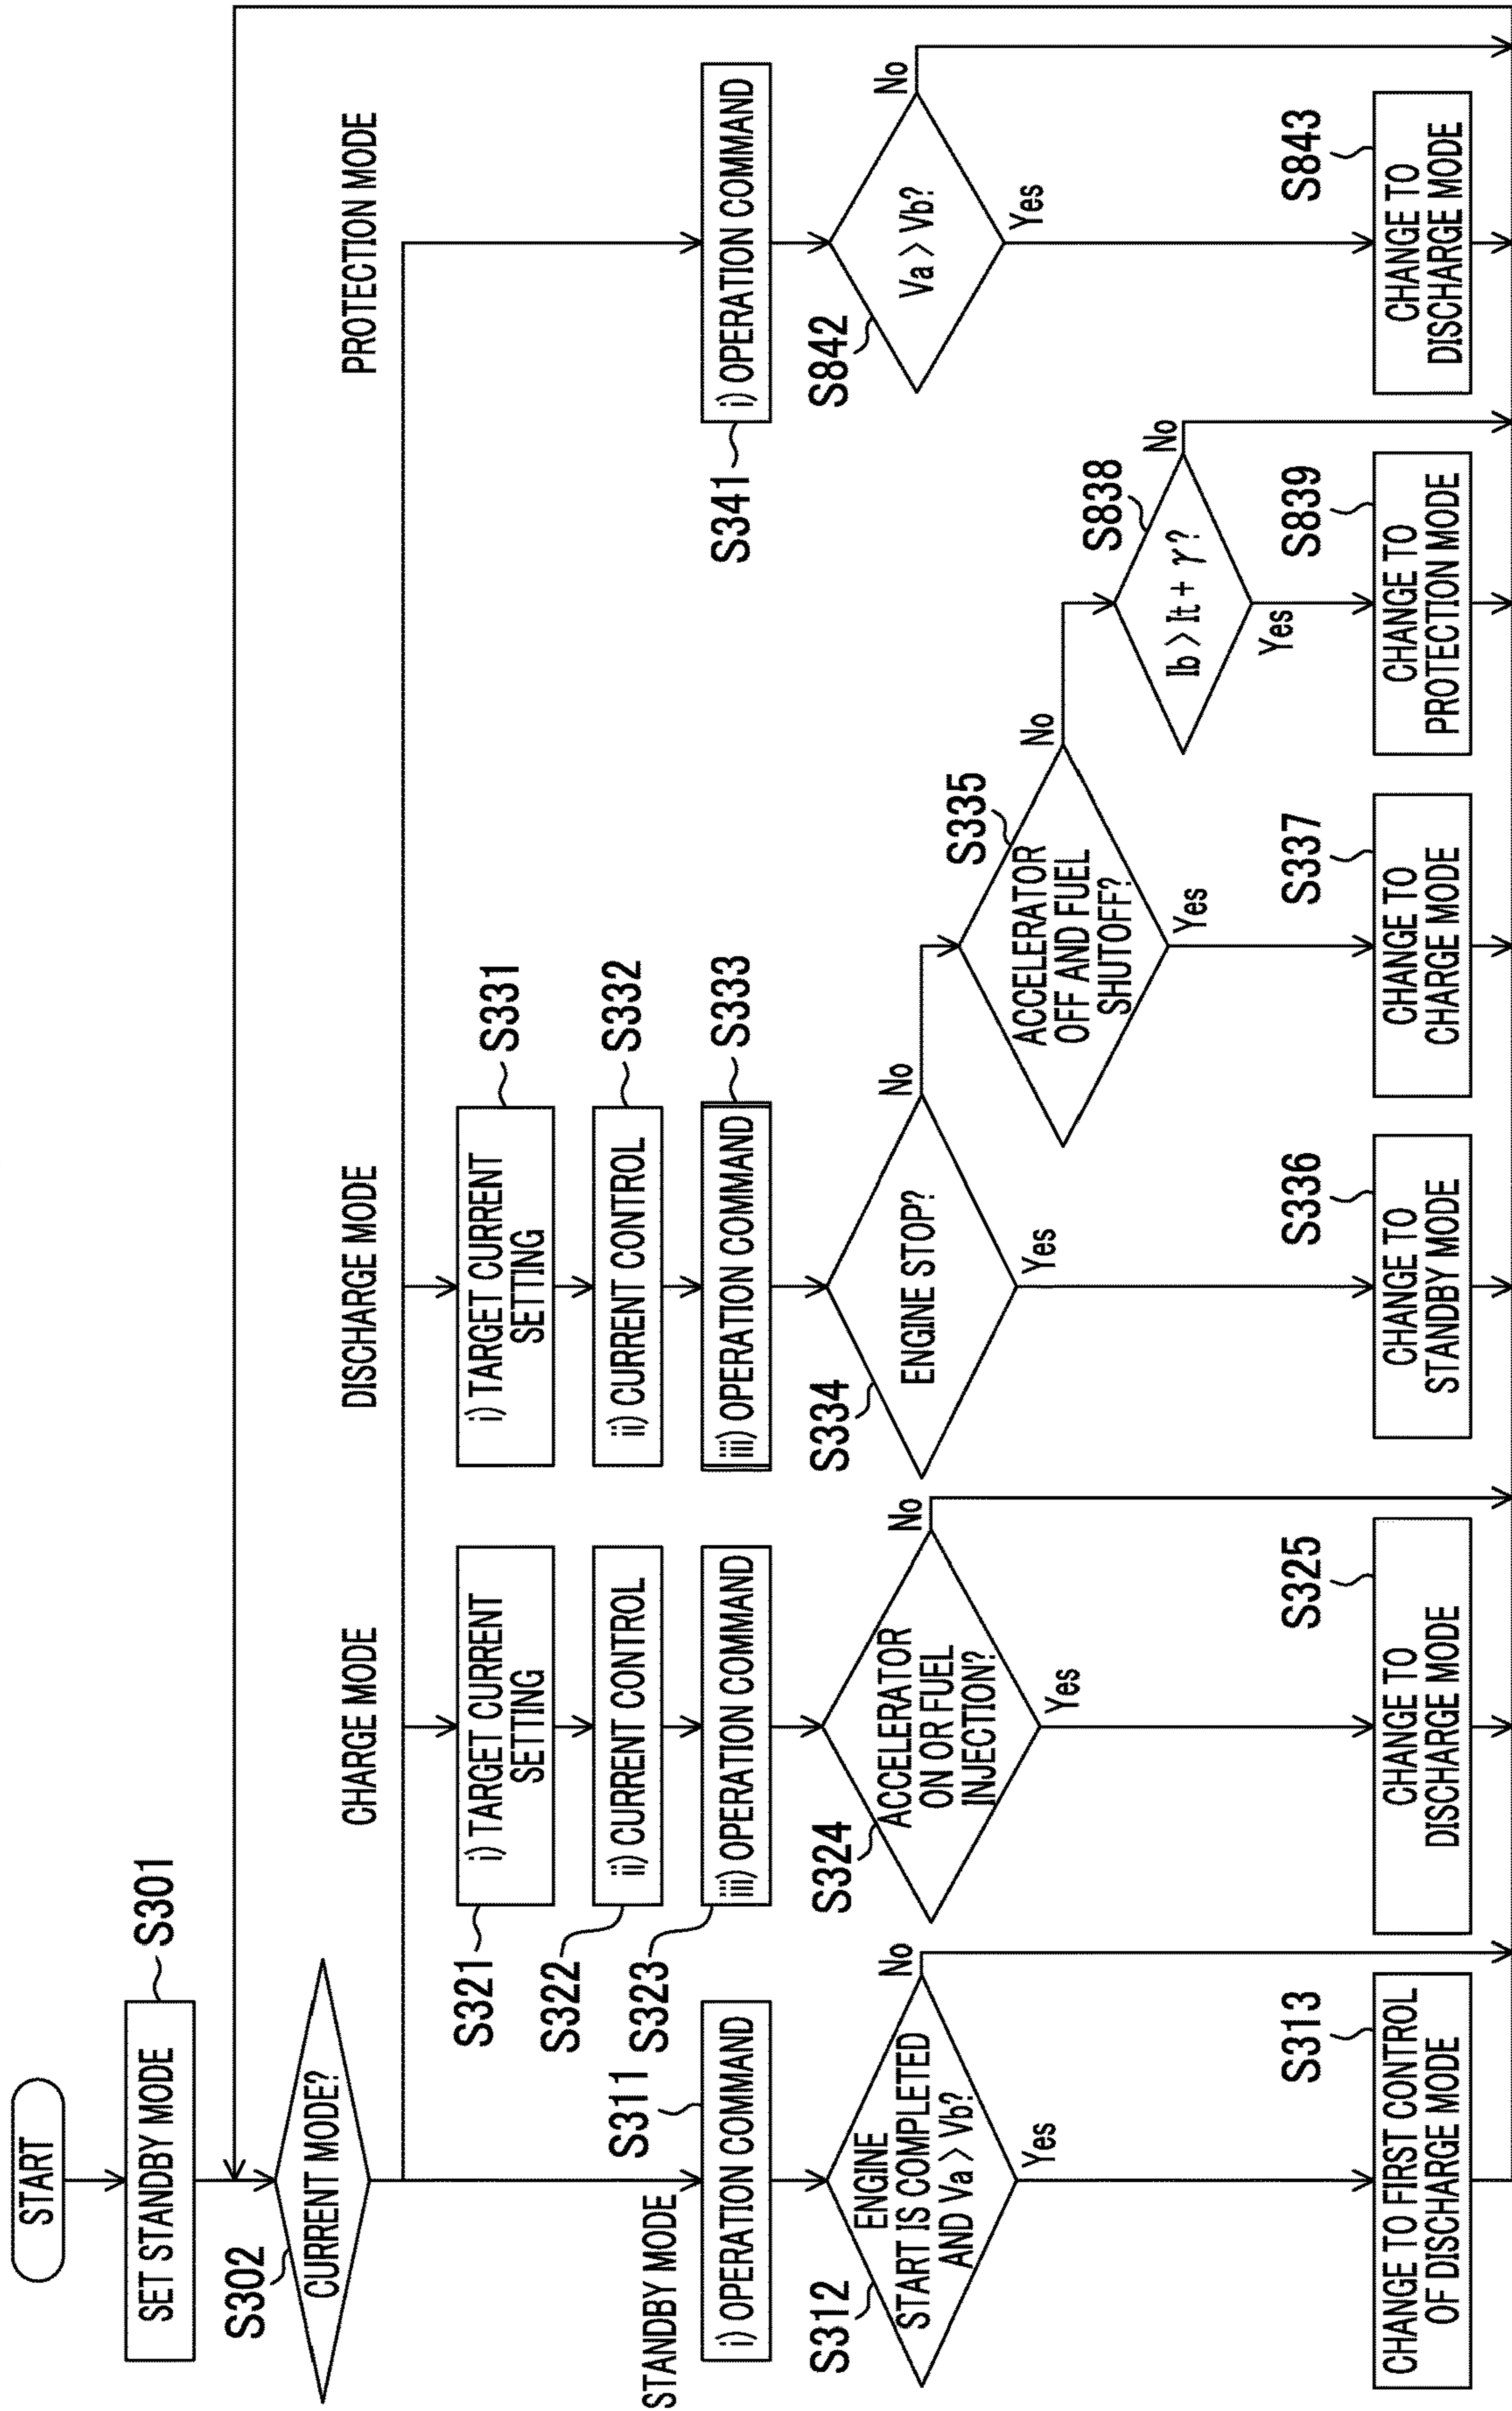 START
SET STANDBY MODE
S301
S302
CURRENT MODE?
STANDBY MODE
S311
i) OPERATION COMMAND
S312
ENGINE
START IS COMPLETED
AND Va > Vb?
No
Yes
S313
CHANGE TO FIRST CONTROL
OF DISCHARGE MODE
CHARGE MODE
S321
i) TARGET CURRENT
SETTING
S322
ii) CURRENT CONTROL
S323
iii) OPERATION COMMAND
S324
ACCELERATOR
ON OR FUEL
INJECTION?
No
Yes
S325
CHANGE TO
DISCHARGE MODE
DISCHARGE MODE
i) TARGET CURRENT
SETTING
S331
ii) CURRENT CONTROL
S332
iii) OPERATION COMMAND
S333
S334
ENGINE STOP?
No
Yes
S336
CHANGE TO
STANDBY MODE
S335
ACCELERATOR
OFF AND FUEL
SHUTOFF?
No
Yes
S337
CHANGE TO
CHARGE MODE
S838
Ib > It + γ?
No
Yes
S839
CHANGE TO
PROTECTION MODE
PROTECTION MODE
S341
i) OPERATION COMMAND
S842
Va > Vb?
No
Yes
S843
CHANGE TO
DISCHARGE MODE